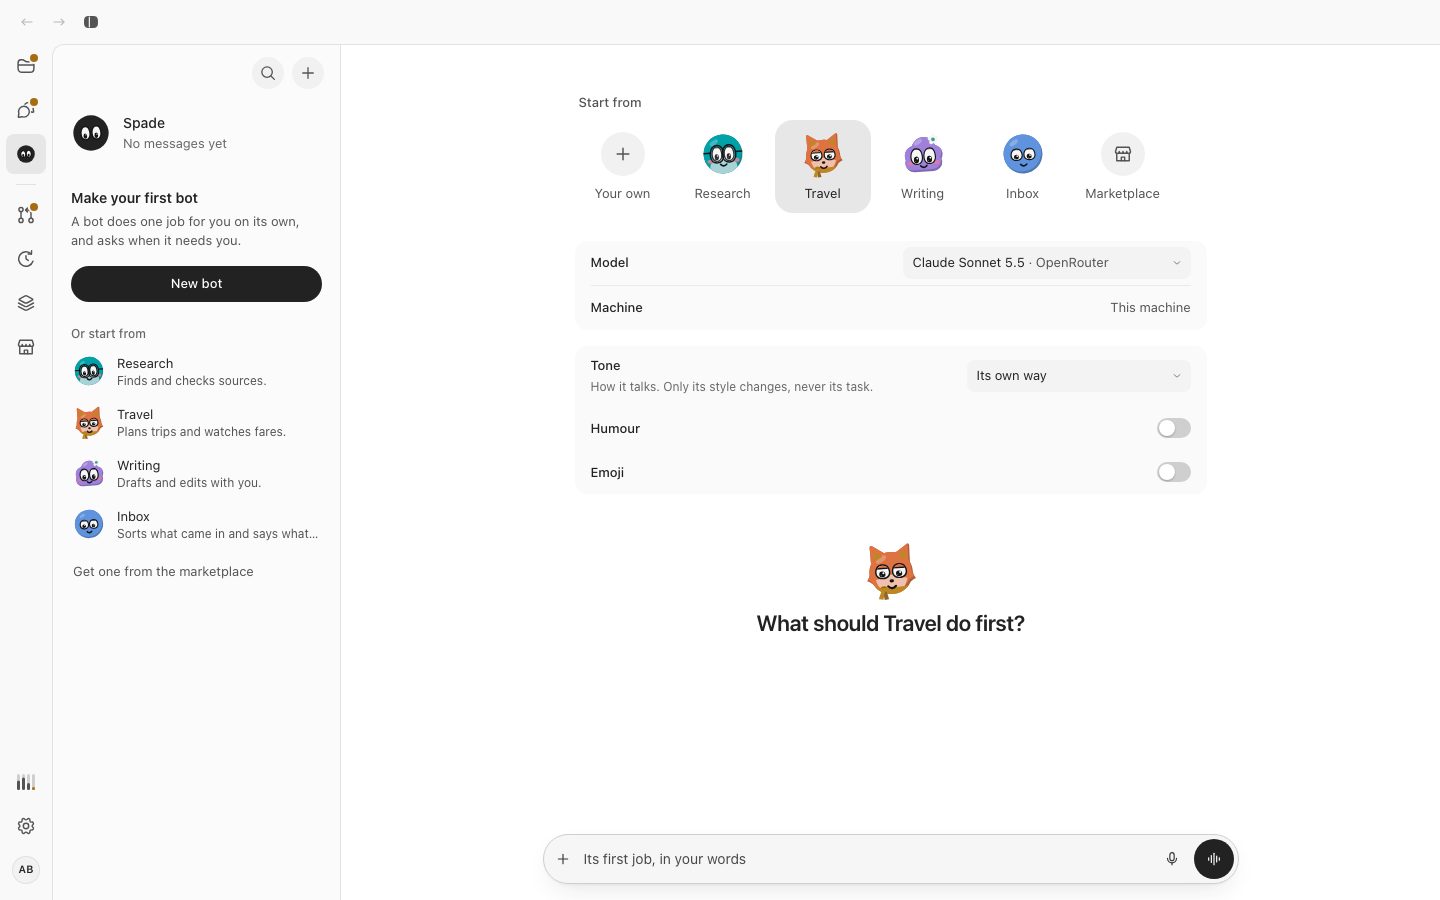 Spade
No messages yet
Make your first bot
A bot does one job for you on its own,
and asks when it needs you.
New bot
Or start from
Research
Finds and checks sources.
Travel
Plans trips and watches fares.
Writing
Drafts and edits with you.
Inbox
Sorts what came in and says what...
Get one from the marketplace
AB
Start from
Your own
Research
Travel
Writing
Inbox
Marketplace
Model
Claude Sonnet 5.5 · OpenRouter
Machine
This machine
Tone
How it talks. Only its style changes, never its task.
Its own way
Humour
Emoji
What should Travel do first?
Its first job, in your words